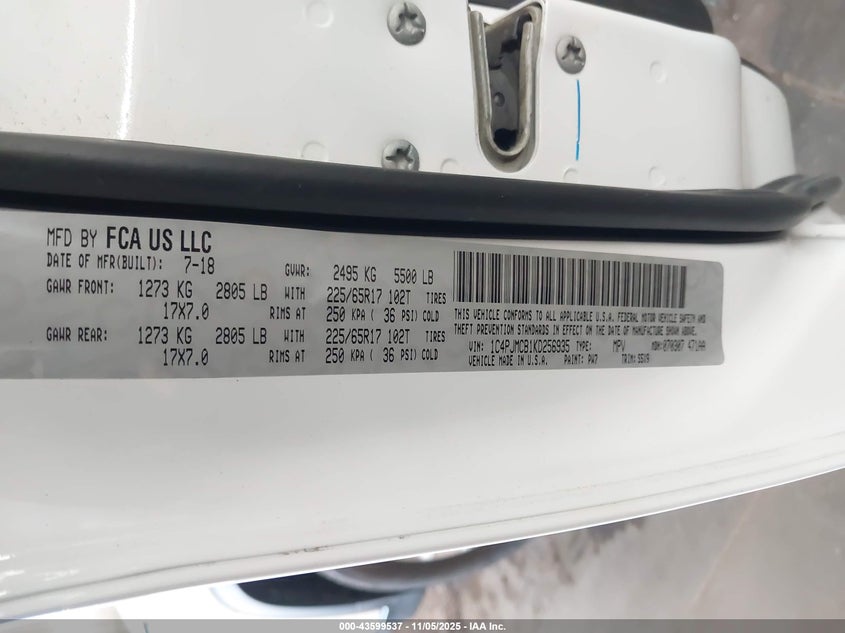 MFD BY FCA US LLC
DATE OF MFR(BUILT): 7-18 GVWR: 2495 KG 5500 LB
GAWR FRONT: 1273 KG 2805 LB WITH 225/65R17 102T TIRES
17X7.0 RIMS AT 250 KPA( 36 PSI) COLD
GAWR REAR: 1273 KG 2805 LB WITH 225/65R17 102T TIRES
17X7.0 RIMS AT 250 KPA( 36 PSI) COLD
THIS VEHICLE CONFORMS TO ALL APPLICABLE U.S.A. FEDERAL MOTOR VEHICLE SAFETY AND
THEFT PREVENTION STANDARDS IN EFFECT ON THE DATE OF MANUFACTURE SHOWN ABOVE.
VIN: 1C4PJMCB1KD256935 TYPE: MPV MDH: 070307 471AA
VEHICLE MADE IN U.S.A. PAINT: PW7 TRIM: S5V9
000-43599537 - 11/05/2025 - IAA Inc.